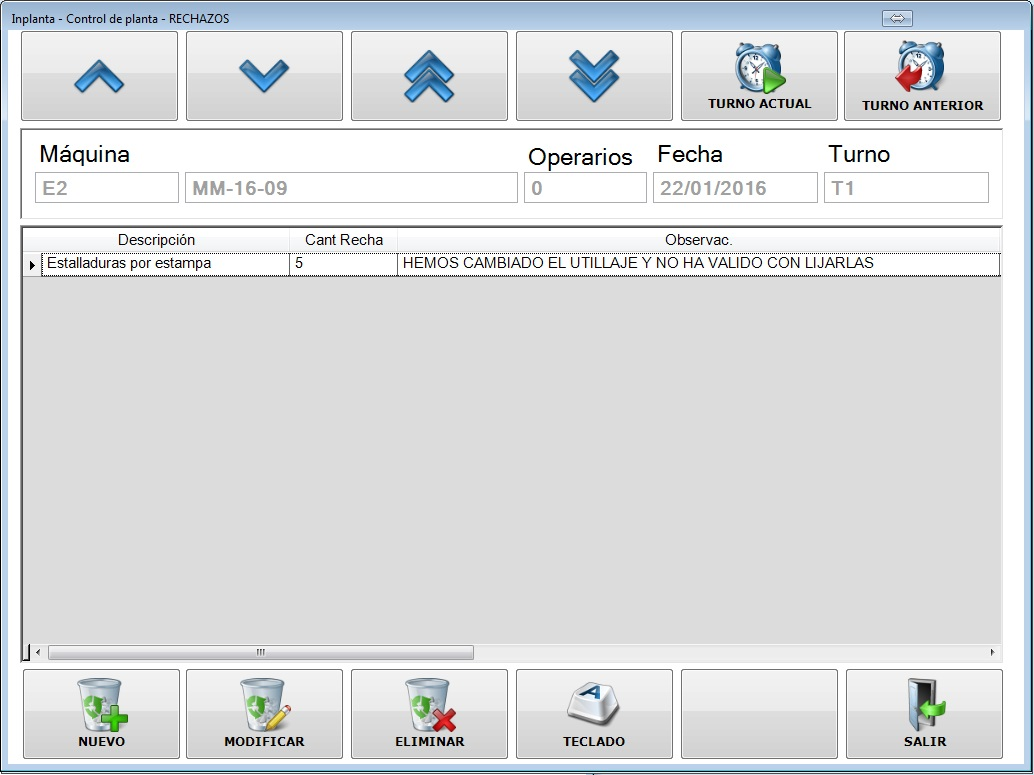 Inplanta - Control de planta - RECHAZOS
TURNO ACTUAL
TURNO ANTERIOR
Máquina
Operarios
Fecha
Turno
E2
MM-16-09
0
22/01/2016
T1
Descripción
Cant Recha
Observac.
Estalladuras por estampa
5
HEMOS CAMBIADO EL UTILLAJE Y NO HA VALIDO CON LIJARLAS
A
NUEVO
MODIFICAR
ELIMINAR
TECLADO
SALIR